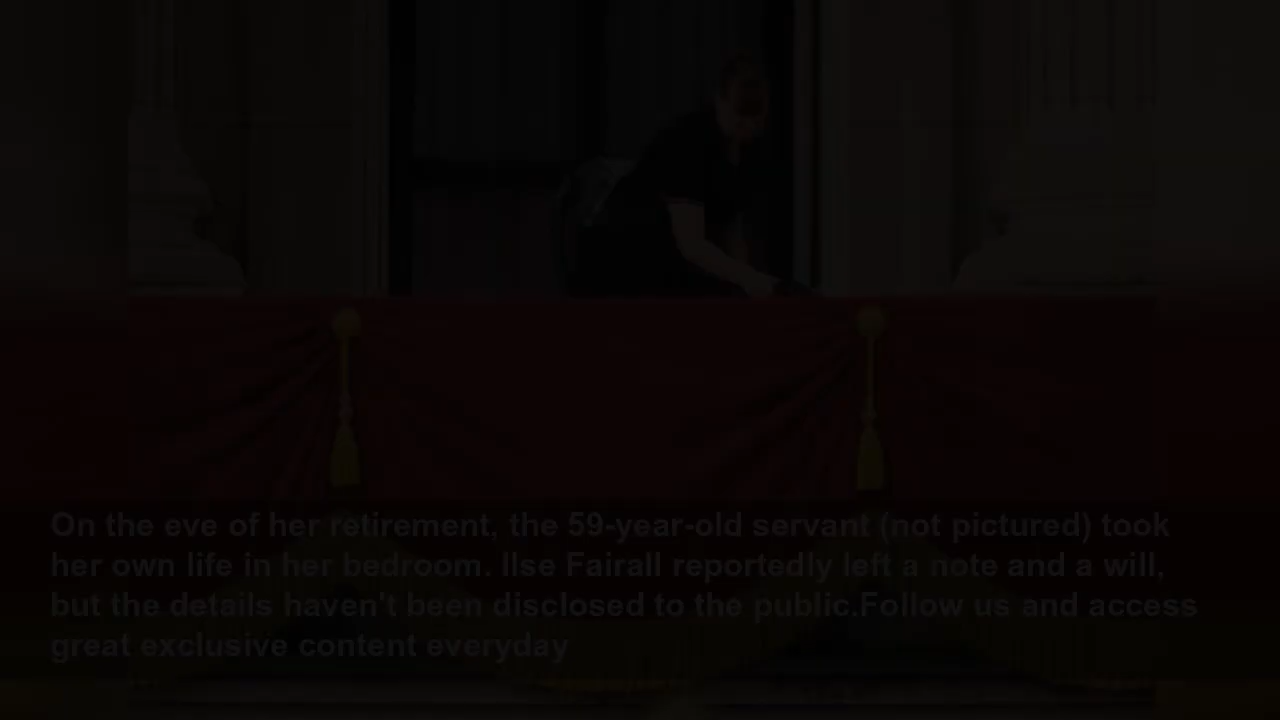 On the eve of her retirement, the 59-year-old servant (not pictured) took
her own life in her bedroom. Ilse Fairall reportedly left a note and a will,
but the details haven't been disclosed to the public.Follow us and access
great exclusive content everyday